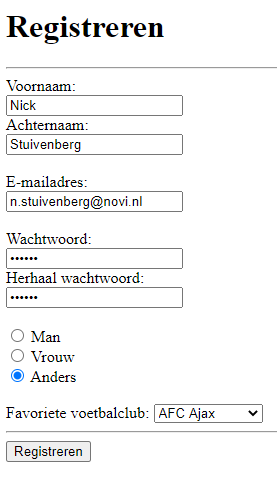 Registreren
Voornaam:
Nick
Achternaam:
Stuivenberg
E-mailadres:
n.stuivenberg@novi.nl
Wachtwoord:
••••••
Herhaal wachtwoord:
••••••
Man
Vrouw
Anders
Favoriete voetbalclub: AFC Ajax
Registreren